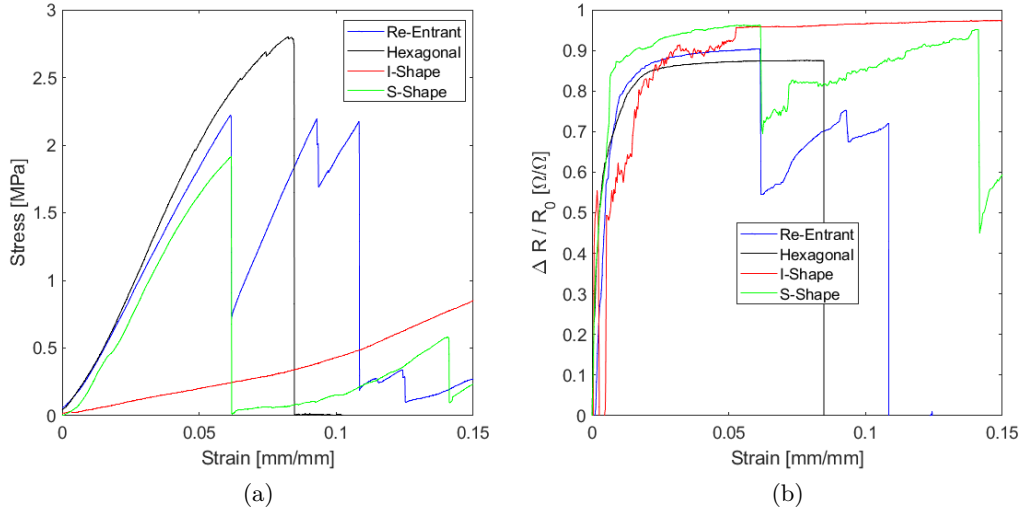 (a)
3
2.5
2
1.5
1
0.5
0
Stress [MPa]
0
0.05
0.1
0.15
Strain [mm/mm]
Re-Entrant
Hexagonal
I-Shape
S-Shape
(a)
(b)
1
0.9
0.8
0.7
0.6
0.5
0.4
0.3
0.2
0.1
0
Δ R / R0 [Ω/Ω]
0
0.05
0.1
0.15
Strain [mm/mm]
Re-Entrant
Hexagonal
I-Shape
S-Shape
(b)